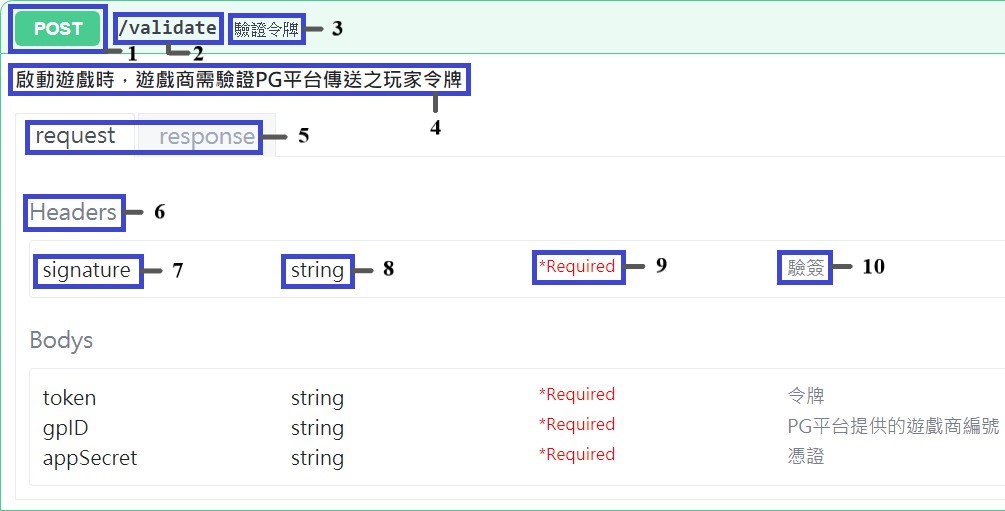 POST /validate 驗證令牌 3
1 2
啟動遊戲時，遊戲商需驗證PG平台傳送之玩家令牌
4
request response 5
Headers 6
signature 7 string 8 *Required 9 驗簽 10
Bodys
token string *Required 令牌
gpID string *Required PG平台提供的遊戲商編號
appSecret string *Required 憑證